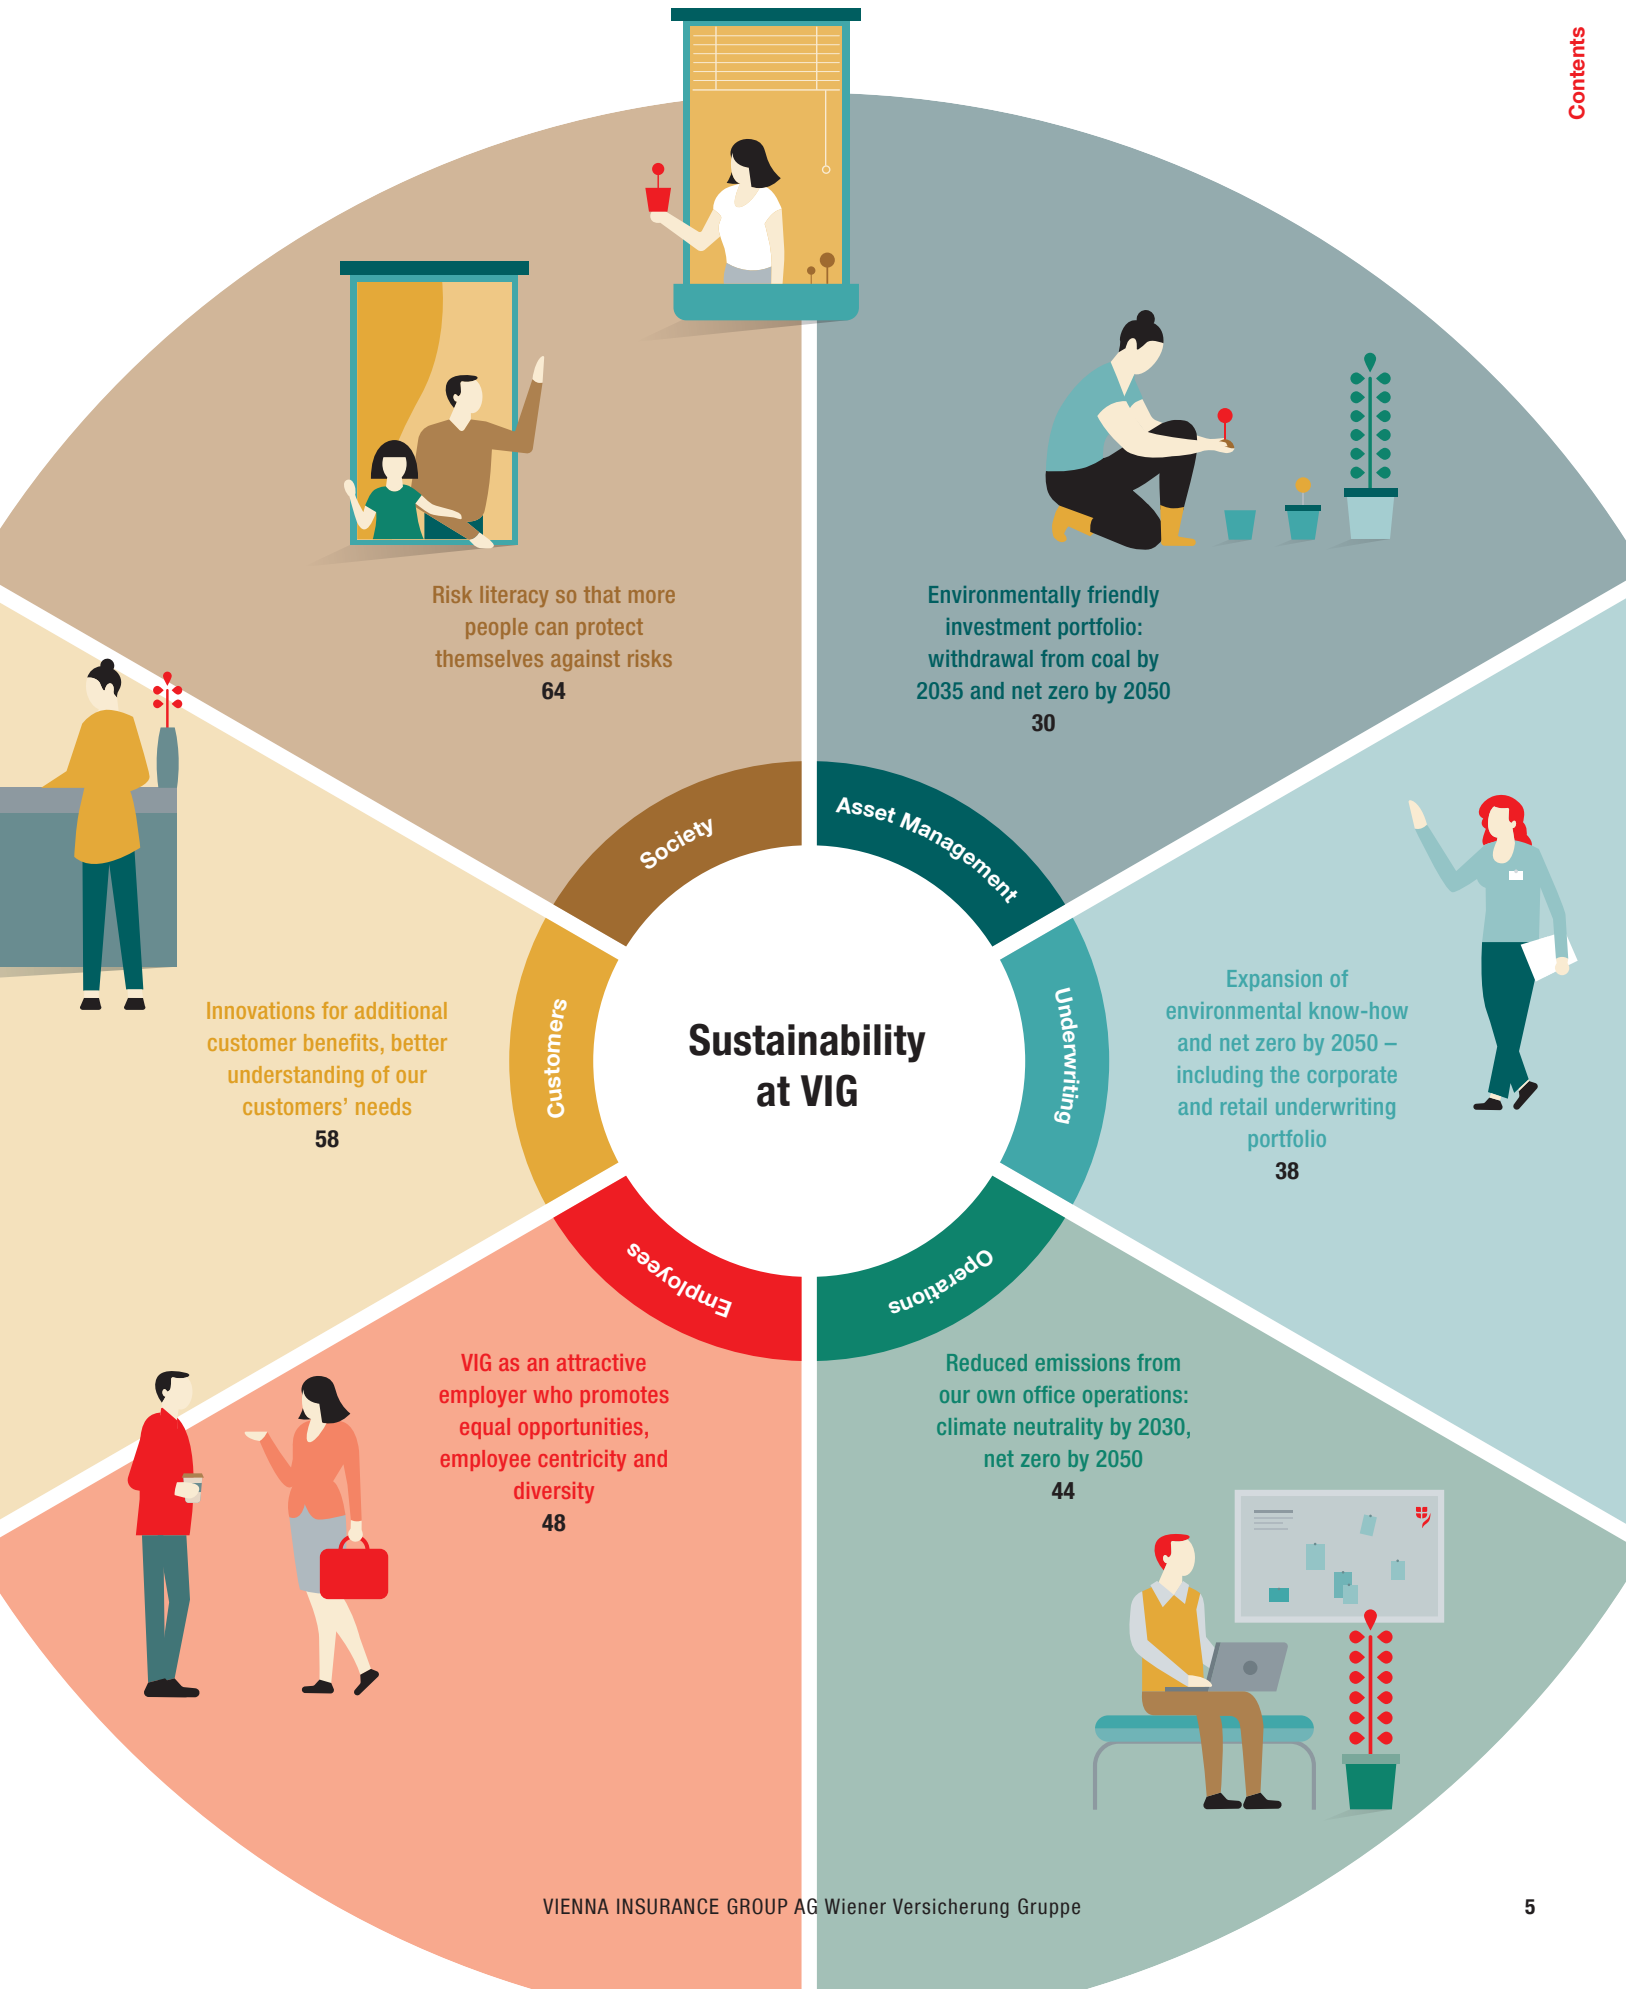 Contents
Risk literacy so that more
people can protect
themselves against risks
64
Environmentally friendly
investment portfolio:
withdrawal from coal by
2035 and net zero by 2050
30
Society
Asset Management
Customers
Underwriting
Sustainability
at VIG
Innovations for additional
customer benefits, better
understanding of our
customers’ needs
58
Expansion of
environmental know-how
and net zero by 2050 –
including the corporate
and retail underwriting
portfolio
38
Employees
Operations
VIG as an attractive
employer who promotes
equal opportunities,
employee centricity and
diversity
48
Reduced emissions from
our own office operations:
climate neutrality by 2030,
net zero by 2050
44
VIENNA INSURANCE GROUP AG Wiener Versicherung Gruppe
5